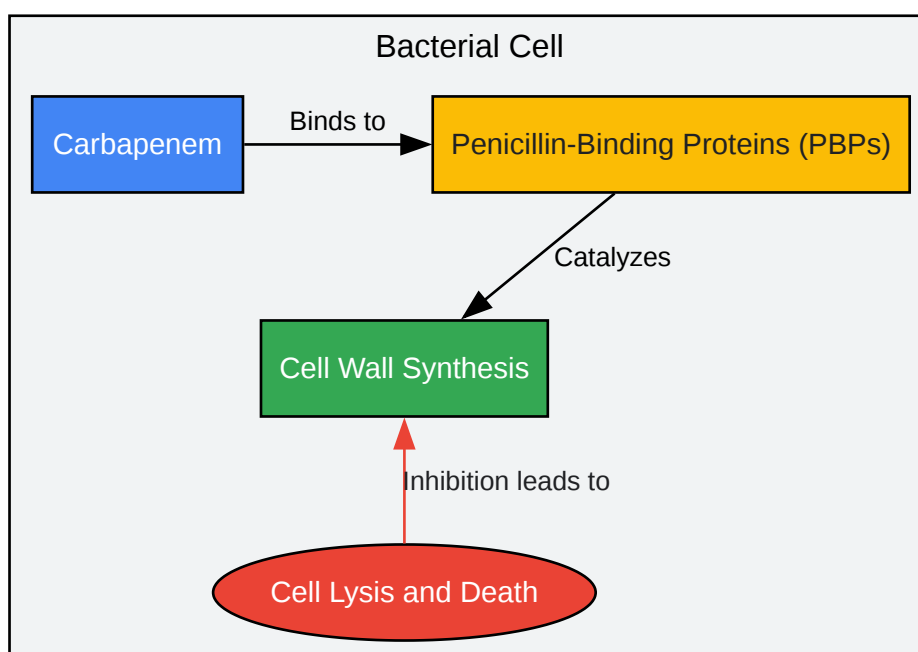 Bacterial Cell
Carbapenem
Binds to
Penicillin-Binding Proteins (PBPs)
Catalyzes
Cell Wall Synthesis
Inhibition leads to
Cell Lysis and Death